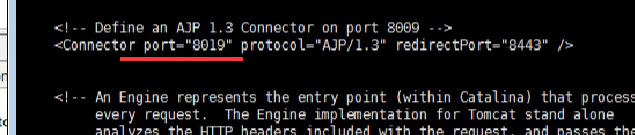 <!-- Define an AJP 1.3 Connector on port 8009 -->
<Connector port="8019" protocol="AJP/1.3" redirectPort="8443" />
<!-- An Engine represents the entry point (within Catalina) that process
every request. The Engine implementation for Tomcat stand alone
analyzes the HTTP headers included with the request, and passes the